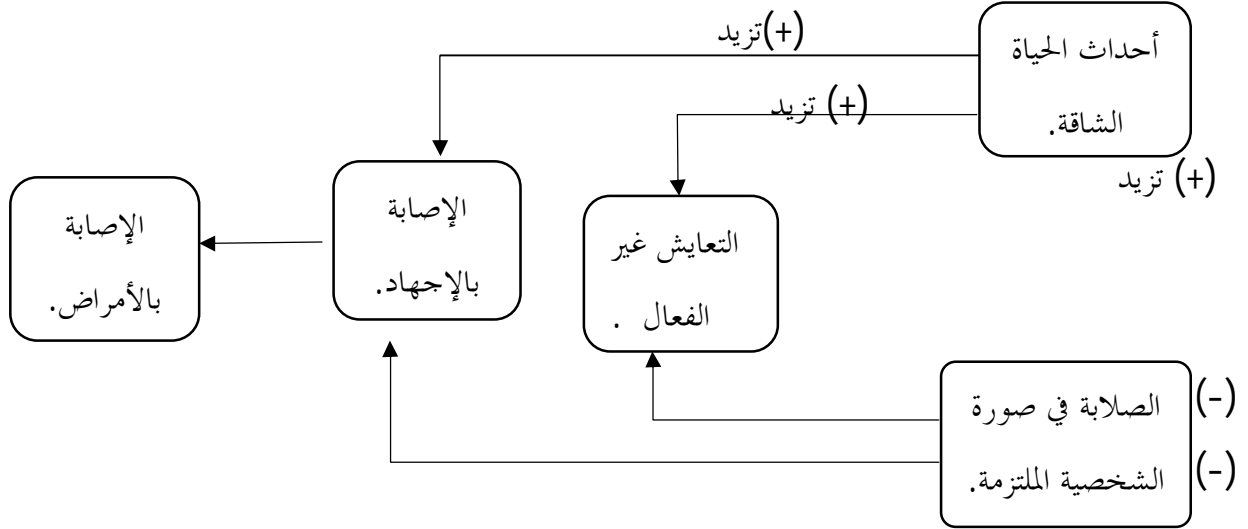 أحداث الحياة
الشاقة.
(+)تزيد
(+) تزيد
(+) تزيد
الإصابة
بالإجهاد.
الإصابة
بالأمراض.
التعايش غير
الفعال .
الصلابة في صورة
الشخصية الملتزمة.
(-)
(-)